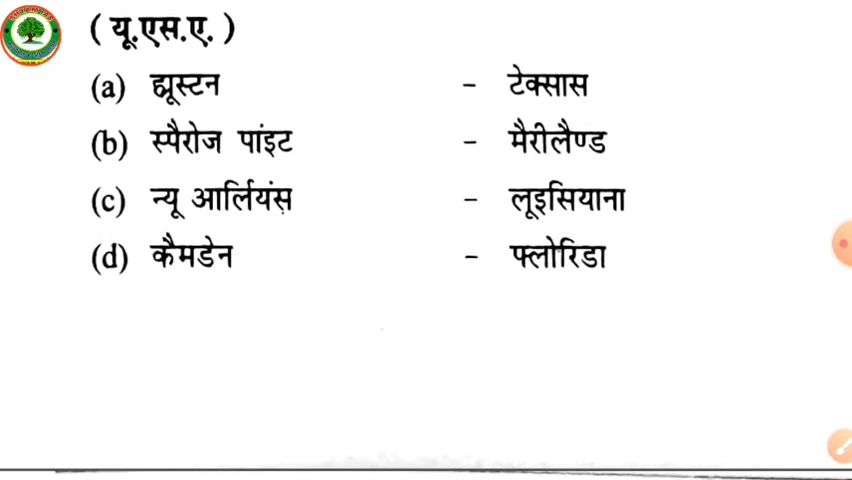 ( यू.एस.ए. )
(a) ह्यूस्टन - टेक्सास
(b) स्पैरोज पांइट - मैरीलैण्ड
(c) न्यू आर्लियंस - लूइसियाना
(d) कैमडेन - फ्लोरिडा